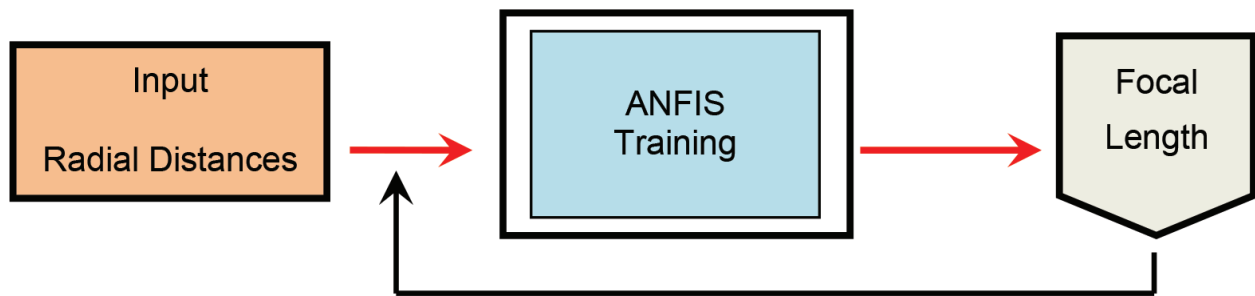 Input
Radial Distances
ANFIS
Training
Focal
Length